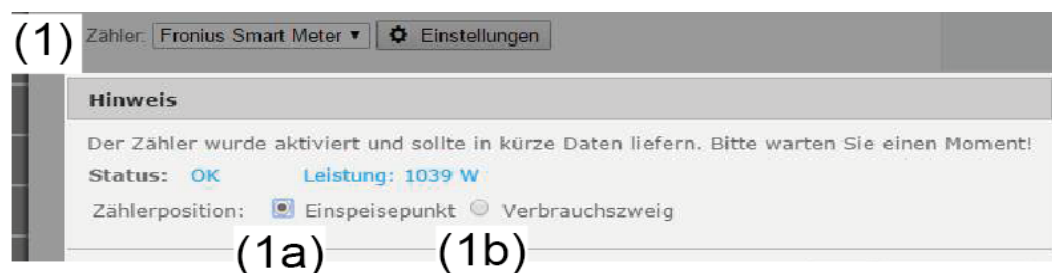 (1) Zähler: Fronius Smart Meter Einstellungen
Hinweis
Der Zähler wurde aktiviert und sollte in kürze Daten liefern. Bitte warten Sie einen Moment!
Status: OK Leistung: 1039 W
Zählerposition: Einspeisepunkt Verbrauchszweig
(1a) (1b)